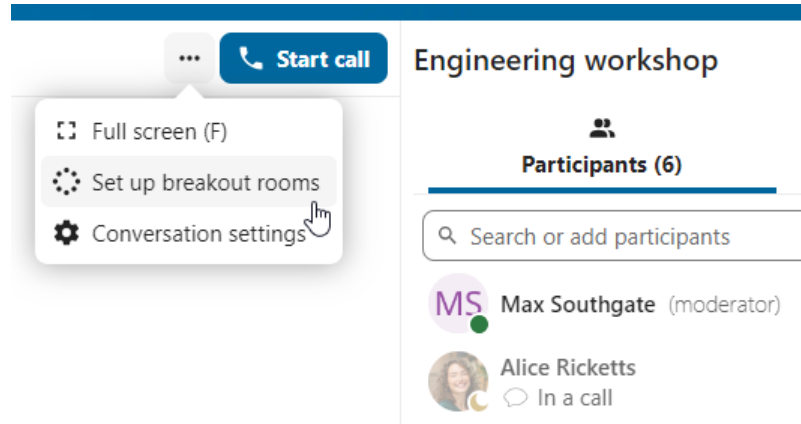 Start call
Engineering workshop
Full screen (F)
Set up breakout rooms
Conversation settings
Participants (6)
Search or add participants
MS Max Southgate (moderator)
Alice Ricketts
In a call